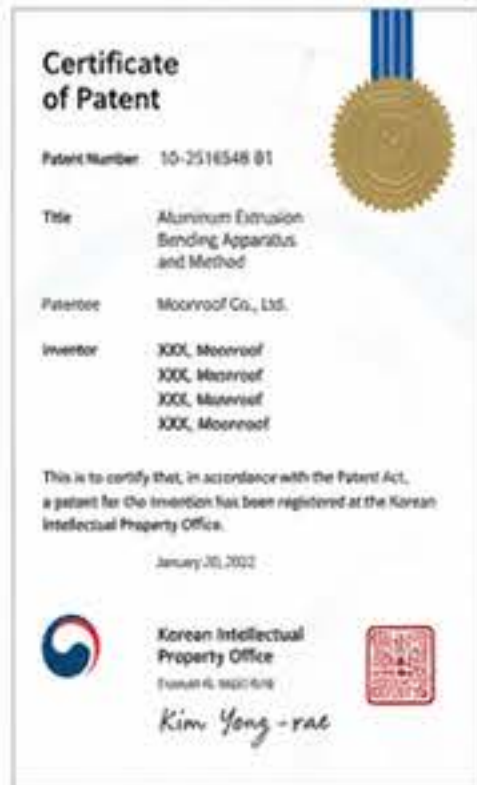 Certificate
of Patent
Patent Number 10-2516548 B1
Title Aluminum Extrusion
Bending Apparatus
and Method
Patentee Moonroof Co., Ltd.
Inventor XXX, Moonroof
XXX, Moonroof
XXX, Moonroof
XXX, Moonroof
This is to certify that, in accordance with the Patent Act,
a patent for the invention has been registered at the Korean
Intellectual Property Office.
January 20, 2022
Korean Intellectual
Property Office
Kim Yong-rae